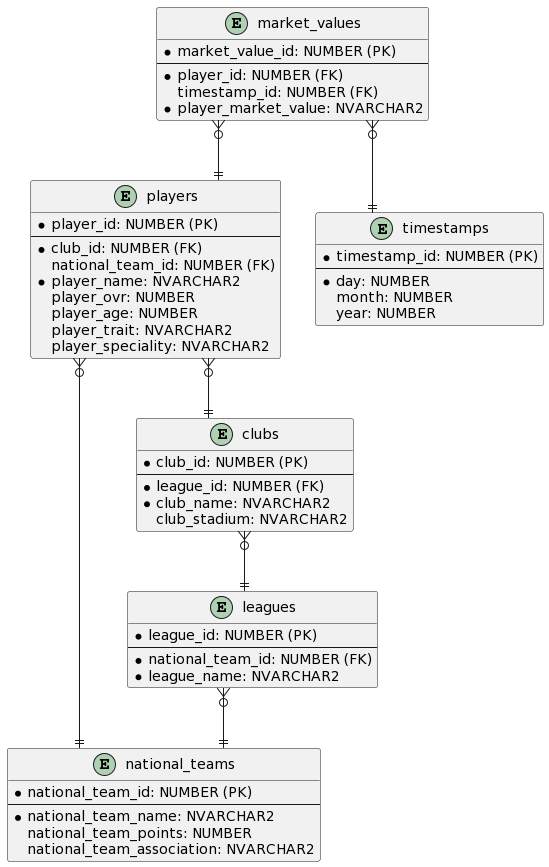 E market_values
market_value_id: NUMBER (PK)
player_id: NUMBER (FK)
timestamp_id: NUMBER (FK)
player_market_value: NVARCHAR2
E players
player_id: NUMBER (PK)
club_id: NUMBER (FK)
national_team_id: NUMBER (FK)
player_name: NVARCHAR2
player_ovr: NUMBER
player_age: NUMBER
player_trait: NVARCHAR2
player_speciality: NVARCHAR2
E timestamps
timestamp_id: NUMBER (PK)
day: NUMBER
month: NUMBER
year: NUMBER
E clubs
club_id: NUMBER (PK)
league_id: NUMBER (FK)
club_name: NVARCHAR2
club_stadium: NVARCHAR2
E leagues
league_id: NUMBER (PK)
national_team_id: NUMBER (FK)
league_name: NVARCHAR2
E national_teams
national_team_id: NUMBER (PK)
national_team_name: NVARCHAR2
national_team_points: NUMBER
national_team_association: NVARCHAR2